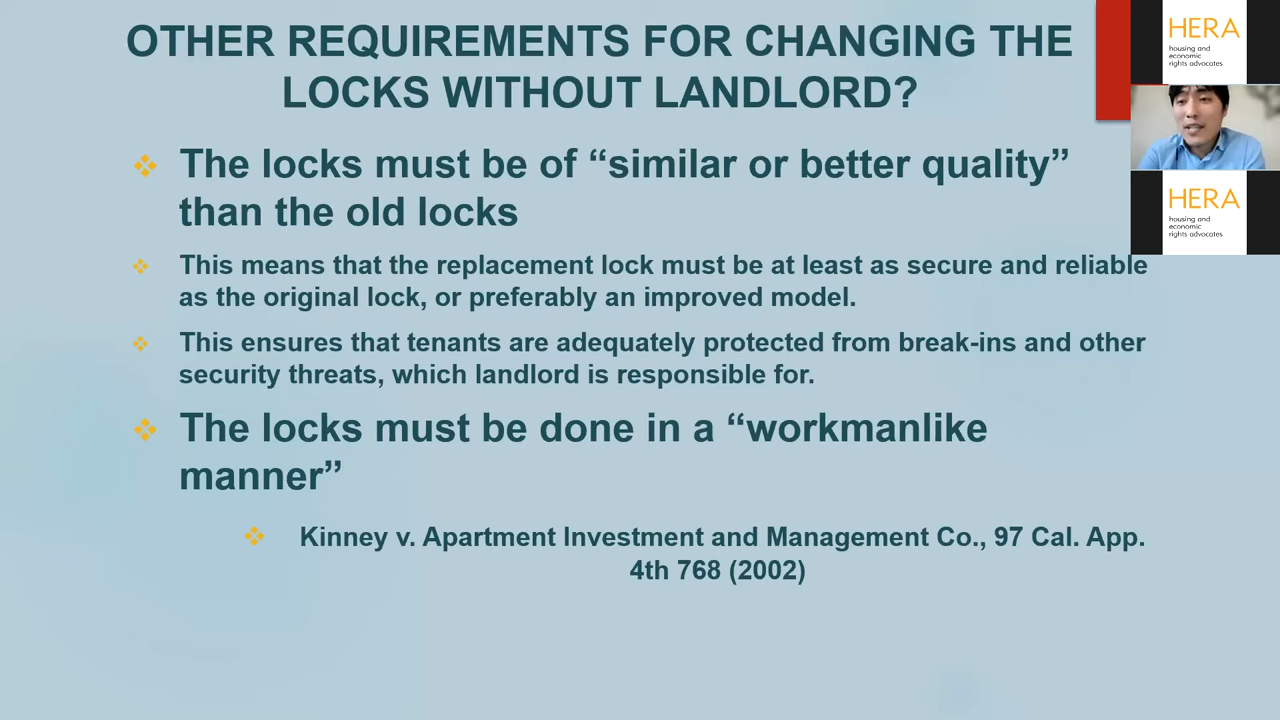 OTHER REQUIREMENTS FOR CHANGING THE
LOCKS WITHOUT LANDLORD?
The locks must be of “similar or better quality”
than the old locks
This means that the replacement lock must be at least as secure and reliable
as the original lock, or preferably an improved model.
This ensures that tenants are adequately protected from break-ins and other
security threats, which landlord is responsible for.
The locks must be done in a “workmanlike
manner”
Kinney v. Apartment Investment and Management Co., 97 Cal. App.
4th 768 (2002)
HERA
housing and
economic
rights advocates
HERA
housing and
economic
rights advocates